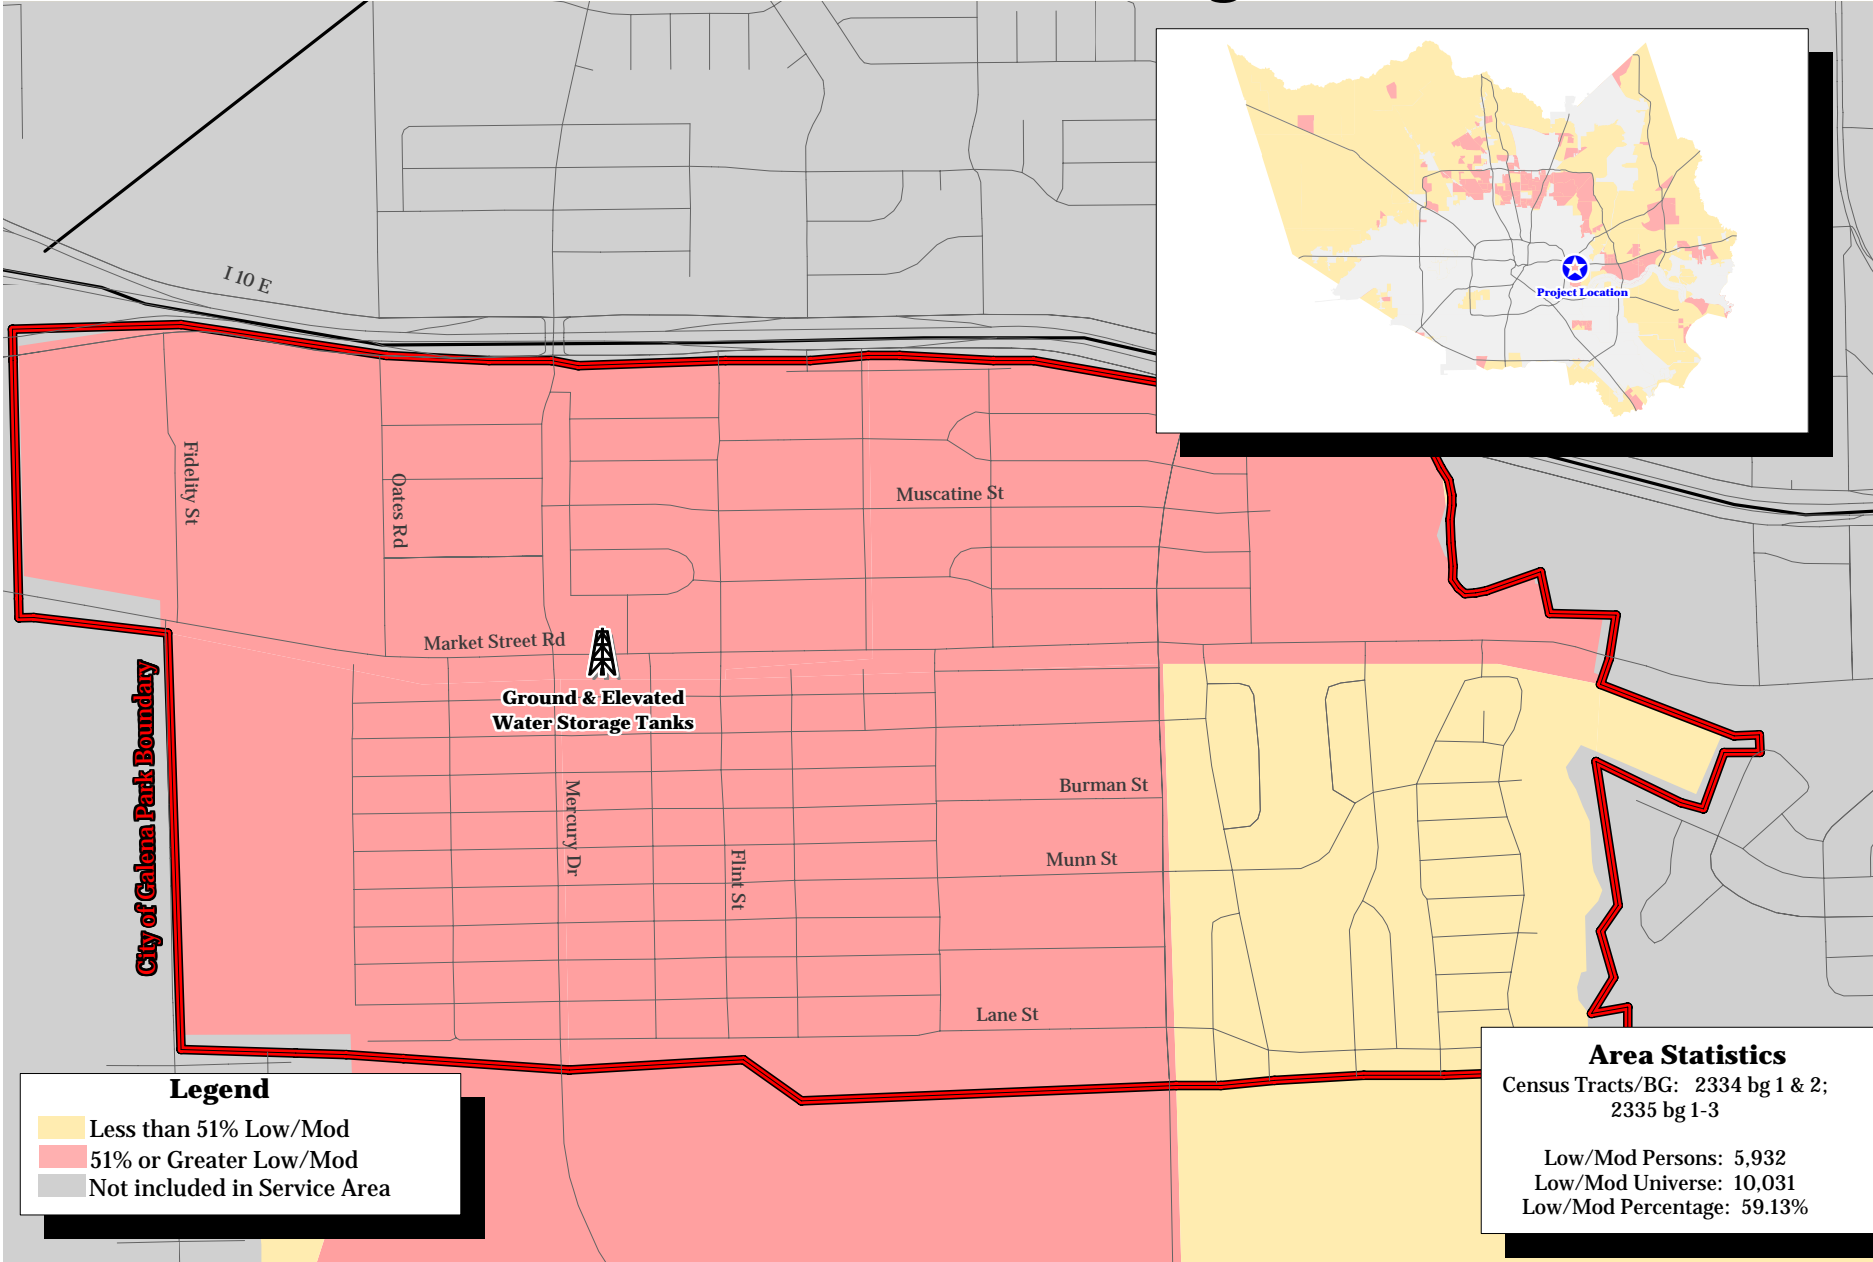 I 10 E
Project Location
Fidelity St
Oates Rd
Muscatine St
Market Street Rd
Ground & Elevated
Water Storage Tanks
City of Galena Park Boundary
Mercury Dr
Flint St
Burman St
Munn St
Lane St
Legend
Less than 51% Low/Mod
51% or Greater Low/Mod
Not included in Service Area
Area Statistics
Census Tracts/BG: 2334 bg 1 & 2;
2335 bg 1-3
Low/Mod Persons: 5,932
Low/Mod Universe: 10,031
Low/Mod Percentage: 59.13%